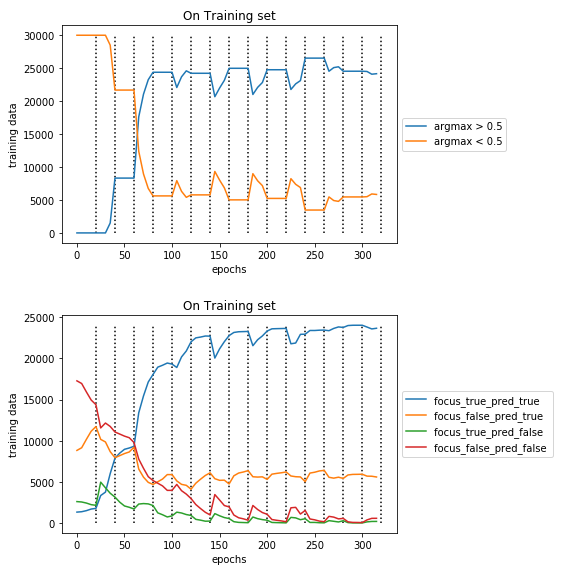 On Training set
30000
25000
20000
15000
10000
5000
0
training data
0 50 100 150 200 250 300
epochs
argmax > 0.5
argmax < 0.5
On Training set
25000
20000
15000
10000
5000
0
training data
0 50 100 150 200 250 300
epochs
focus_true_pred_true
focus_false_pred_true
focus_true_pred_false
focus_false_pred_false